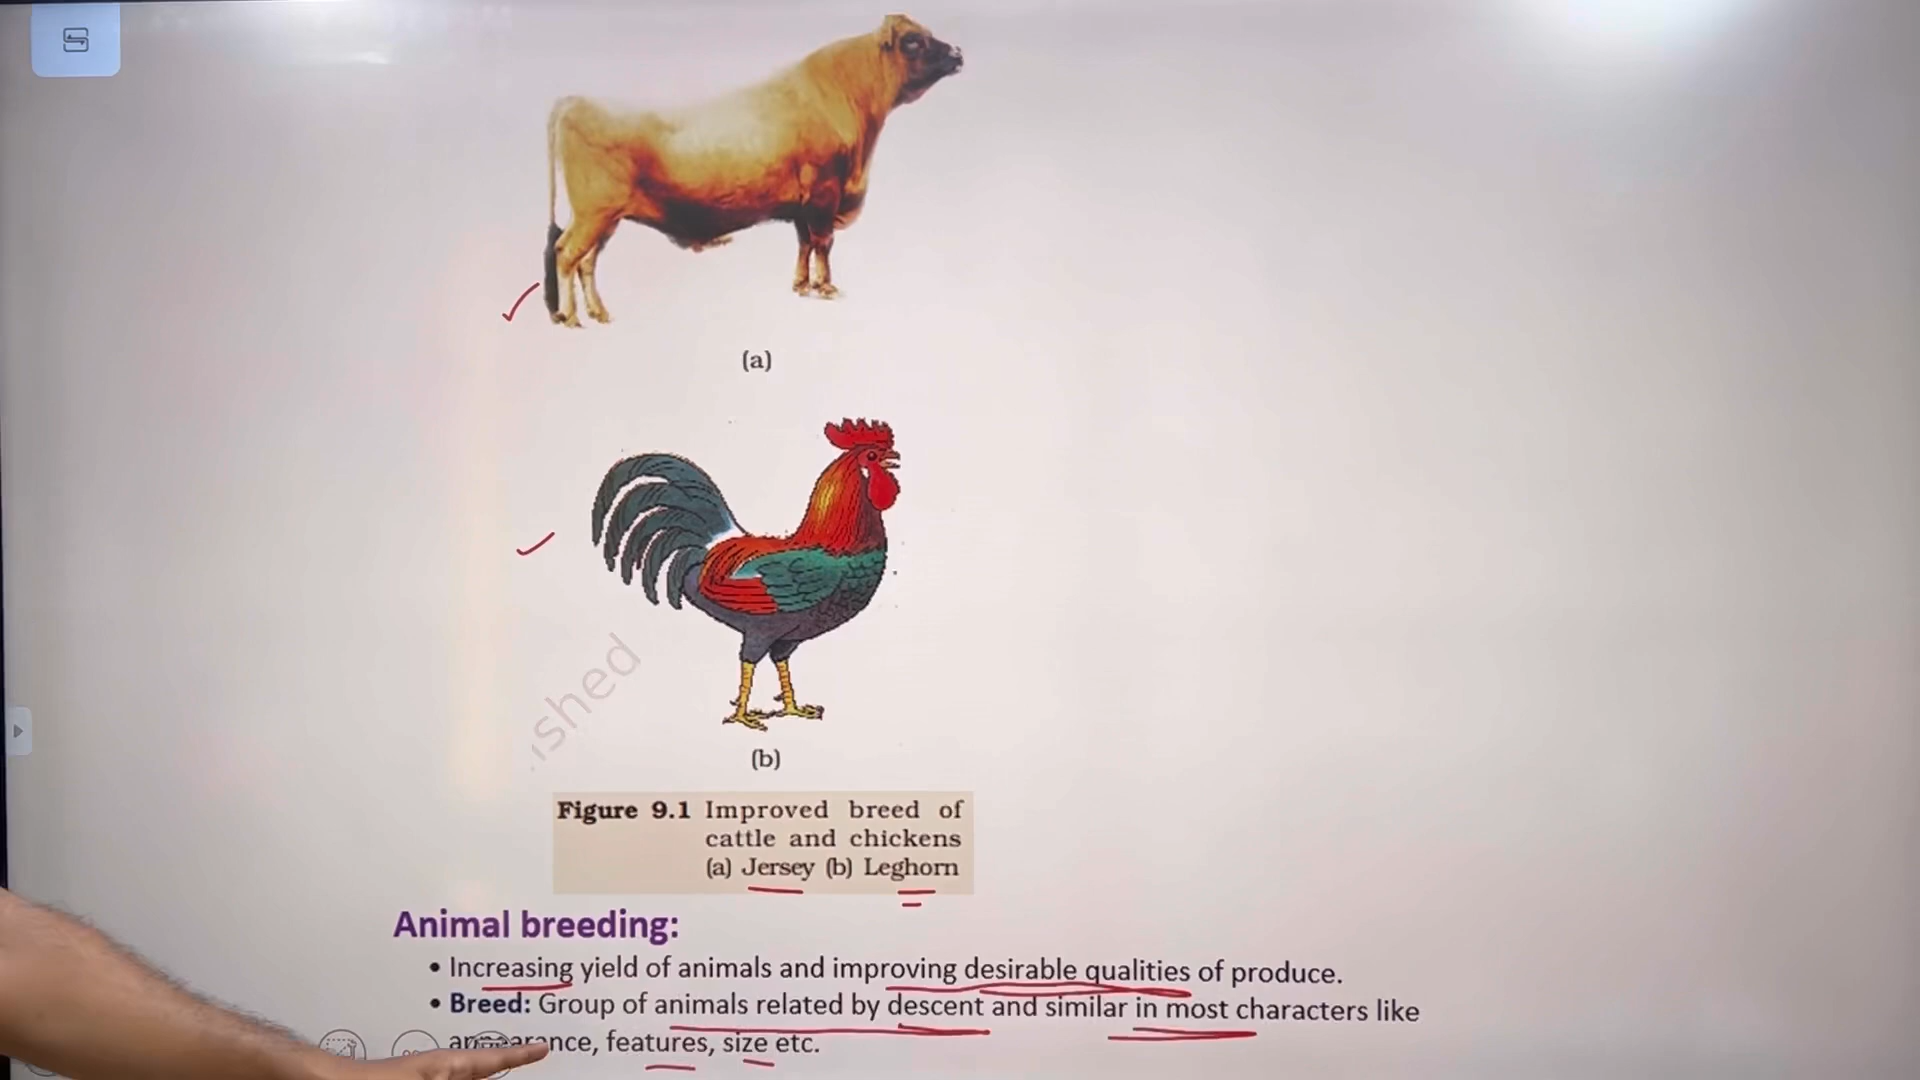 (a)
ished
(b)
Figure 9.1 Improved breed of
cattle and chickens
(a) Jersey (b) Leghorn
Animal breeding:
• Increasing yield of animals and improving desirable qualities of produce.
• Breed: Group of animals related by descent and similar in most characters like
appearance, features, size etc.